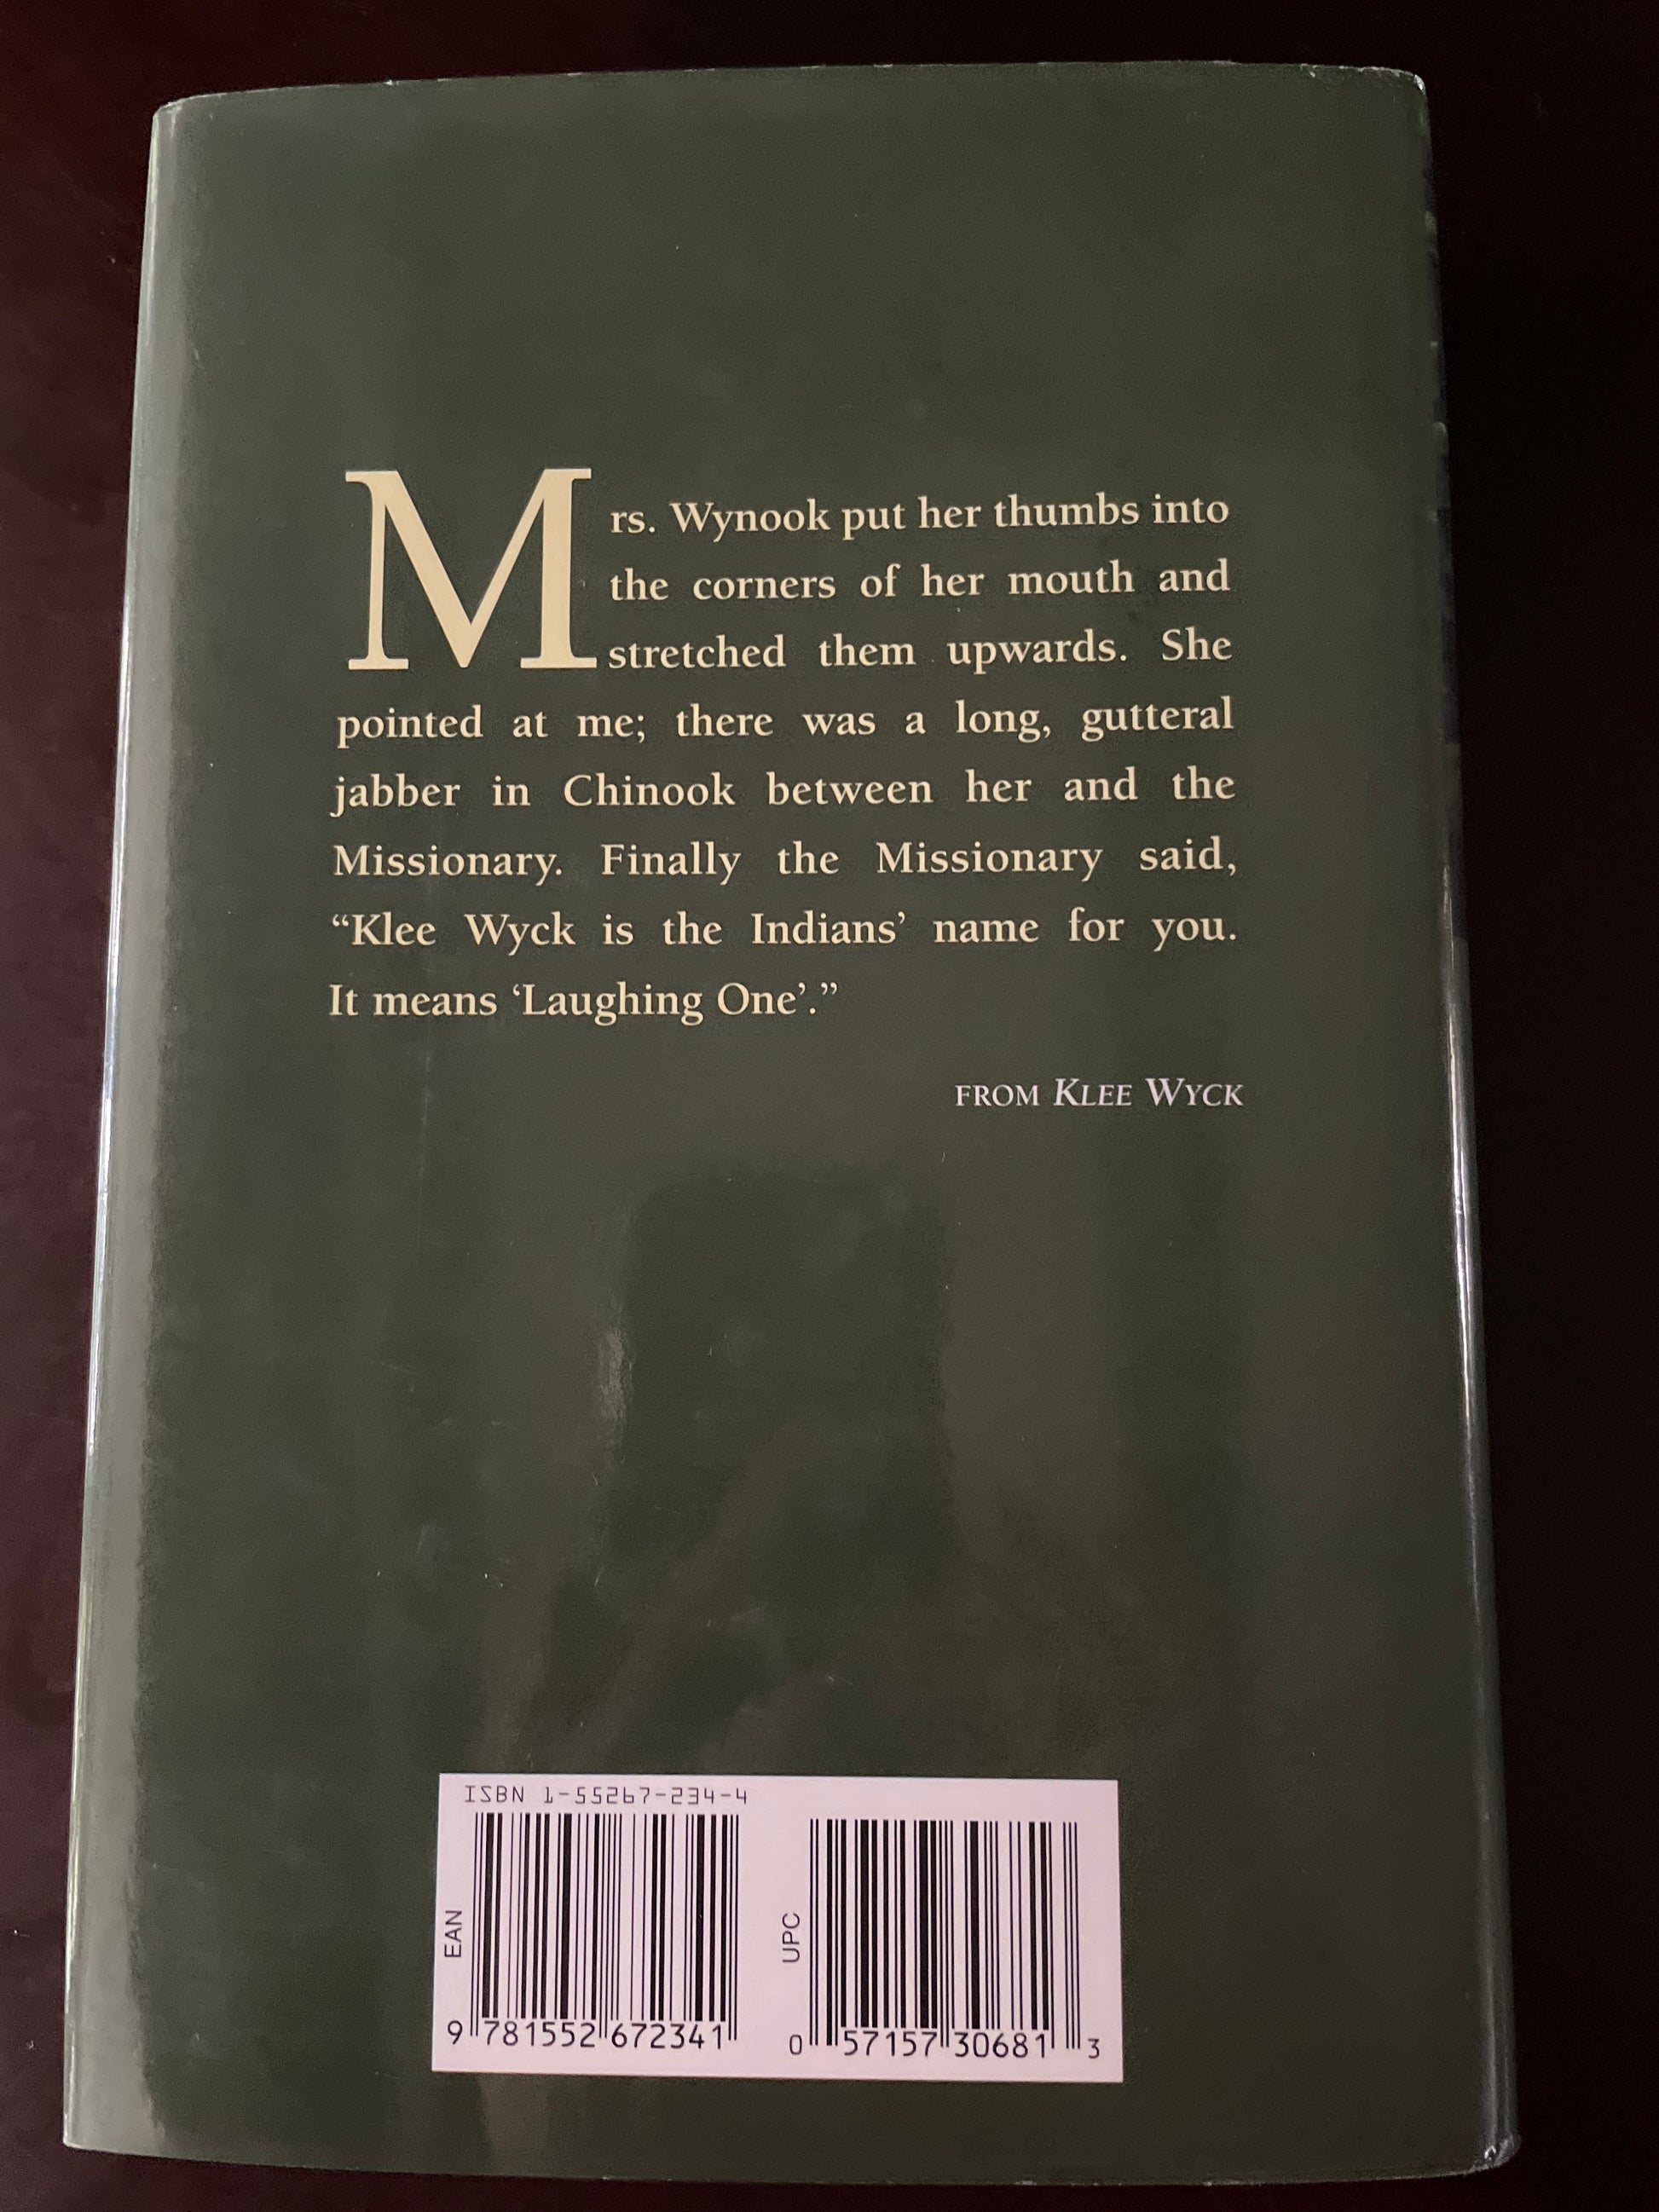 Mrs. Wynook put her thumbs into
the corners of her mouth and
stretched them upwards. She
pointed at me; there was a long, gutteral
jabber in Chinook between her and the
Missionary. Finally the Missionary said,
“Klee Wyck is the Indians’ name for you.
It means ‘Laughing One’.”
FROM KLEE WYCK
ISBN 1-55267-234-4
EAN
9 781552 672341
UPC
0 57157 30681 3